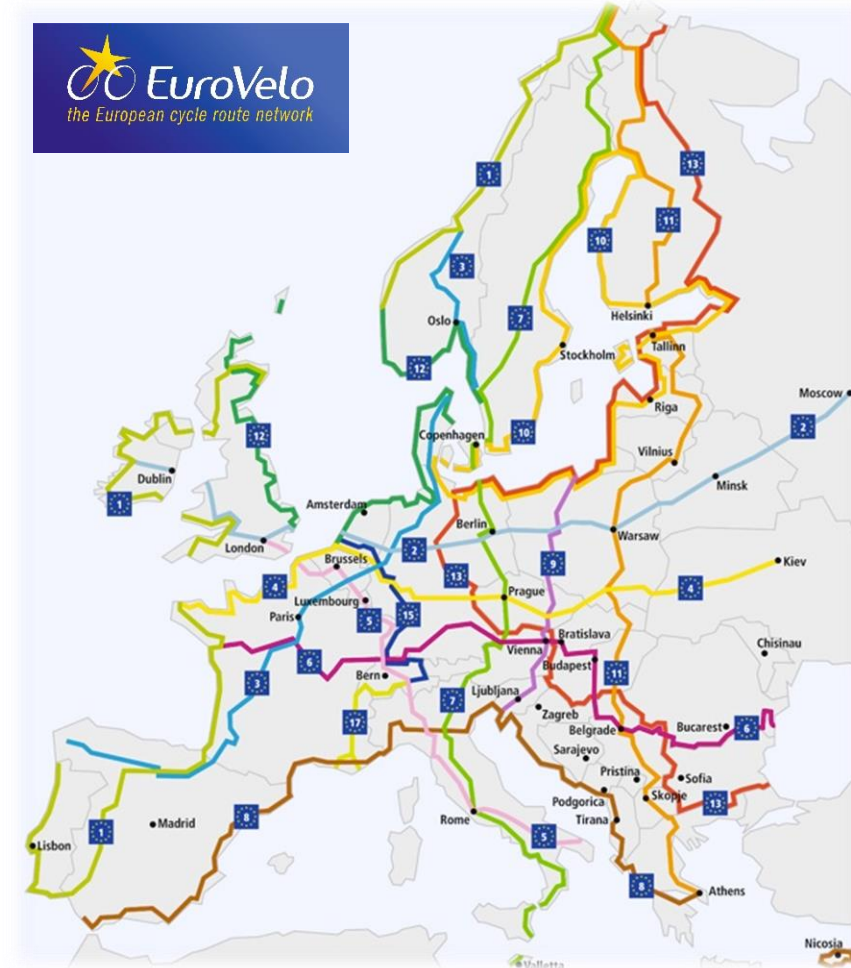 EuroVelo
the European cycle route network
1
13
11
10
3
7
Oslo
Helsinki
12
Tallinn
Stockholm
Moscow
Riga
2
Copenhagen
10
12
Vilnius
Dublin
Minsk
1
Amsterdam
Berlin
London
2
Warsaw
Brussels
9
Kiev
13
4
4
Luxembourg
Prague
Paris
5
15
Bratislava
Vienna
Chisinau
6
Budapest
Bern
11
3
Ljubljana
7
Zagreb
17
Belgrade
Bucarest
6
Sarajevo
Pristina
Sofia
Podgorica
Skopje
13
Rome
Tirana
8
Madrid
1
5
Lisbon
8
Athens
Nicosia
Valletta